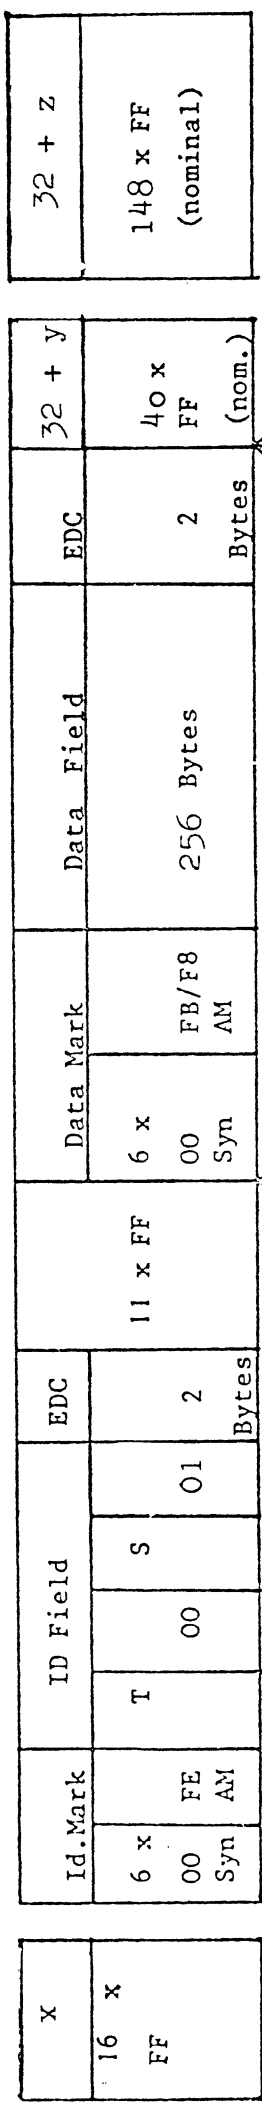 X
16 x
FF
Id.Mark
6 x
00
Syn
FE
AM
ID Field
T
00
S
01
EDC
2
Bytes
11 x FF
Data Mark
6 x
00
Syn
FB/F8
AM
Data Field
256 Bytes
EDC
2
Bytes
32 + y
40 x
FF
(nom.)
32 + z
148 x FF
(nominal)